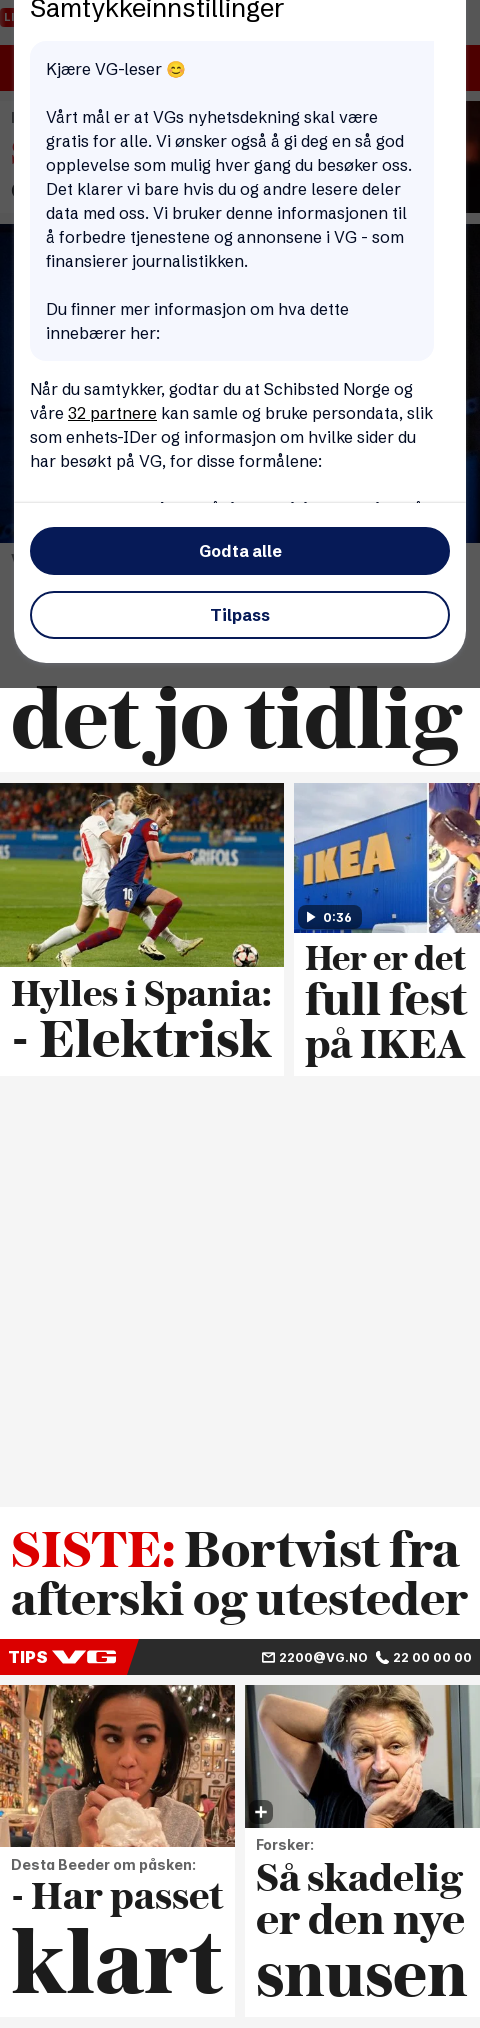 Samtykkeinnstillinger
Kjære VG-leser 😊
Vårt mål er at VGs nyhetsdekning skal være
gratis for alle. Vi ønsker også å gi deg en så god
opplevelse som mulig hver gang du besøker oss.
Det klarer vi bare hvis du og andre lesere deler
data med oss. Vi bruker denne informasjonen til
å forbedre tjenestene og annonsene i VG - som
finansierer journalistikken.
Du finner mer informasjon om hva dette
innebærer her:
Når du samtykker, godtar du at Schibsted Norge og
våre 32 partnere kan samle og bruke persondata, slik
som enhets-IDer og informasjon om hvilke sider du
har besøkt på VG, for disse formålene:
Godta alle
Tilpass
det jo tidlig
GRIFOLS
10
Hylles i Spania:
- Elektrisk
IKEA
0:36
Her er det
full fest
på IKEA
SISTE: Bortvist fra
afterski og utesteder
TIPS VG
2200@VG.NO 22 00 00 00
Desta Beeder om påsken:
- Har passet
klart
Forsker:
Så skadelig
er den nye
snusen